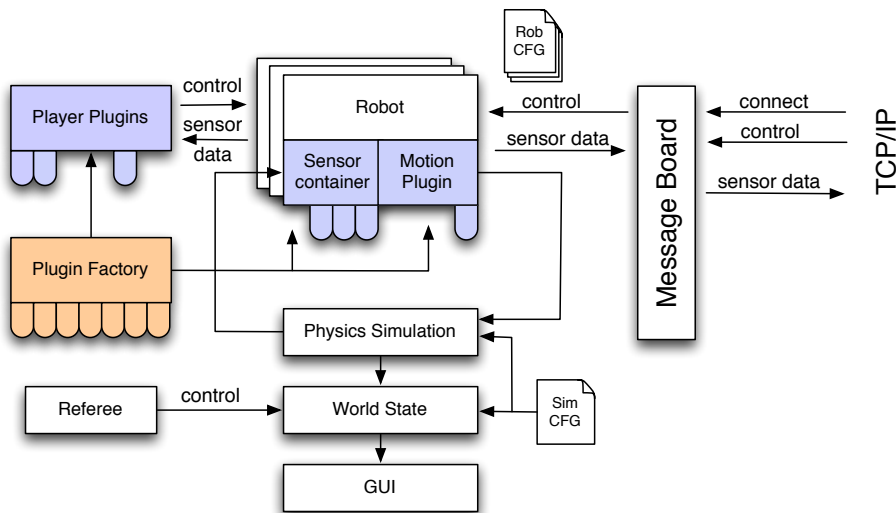 Rob
CFG
control
Robot
control
connect
Player Plugins
sensor
data
sensor data
control
Sensor
container
Motion
Plugin
sensor data
Message Board
TCP/IP
Plugin Factory
Physics Simulation
control
Referee
World State
Sim
CFG
GUI